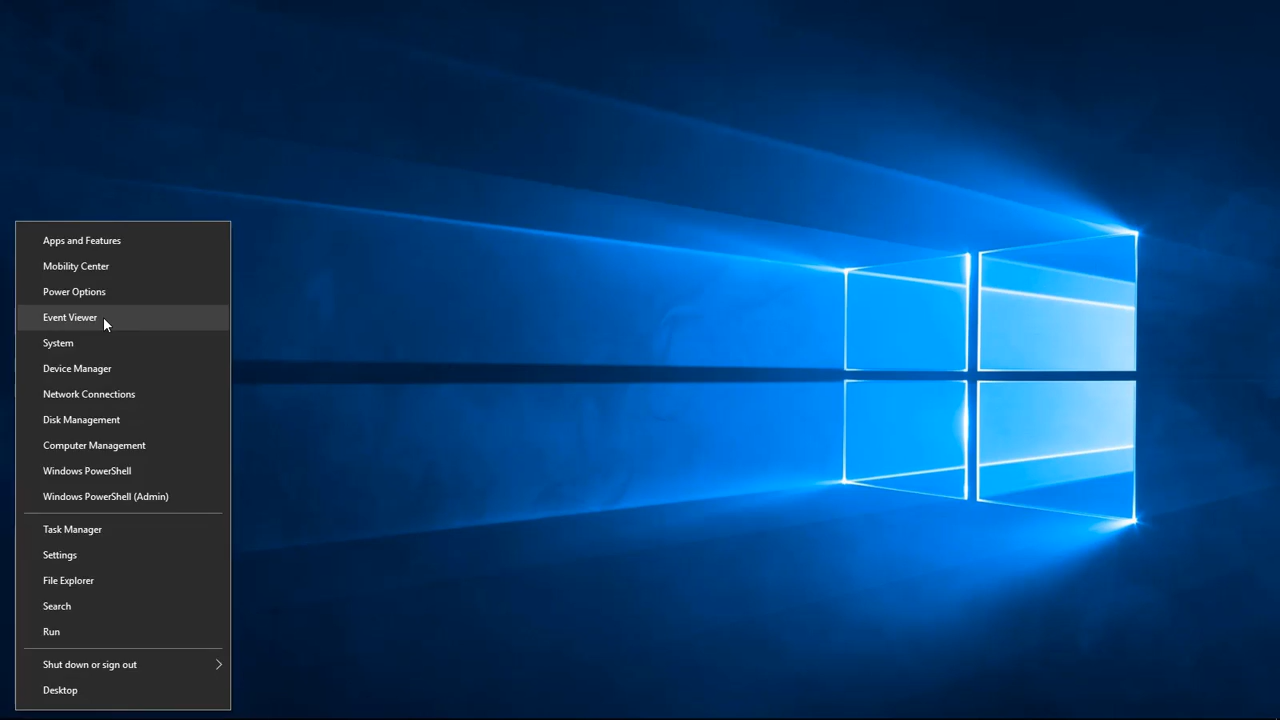 Apps and Features
Mobility Center
Power Options
Event Viewer
System
Device Manager
Network Connections
Disk Management
Computer Management
Windows PowerShell
Windows PowerShell (Admin)
Task Manager
Settings
File Explorer
Search
Run
Shut down or sign out
Desktop